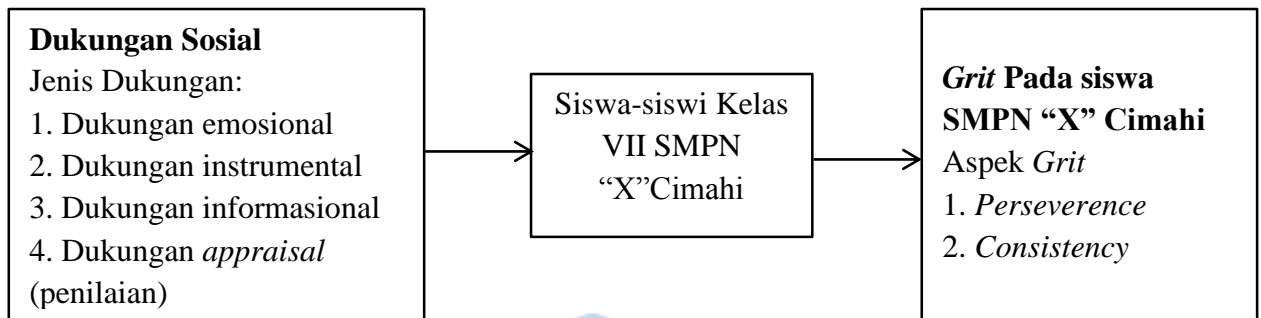 Dukungan Sosial
Jenis Dukungan:
1. Dukungan emosional
2. Dukungan instrumental
3. Dukungan informasional
4. Dukungan appraisal
(penilaian)
Siswa-siswi Kelas
VII SMPN
“X”Cimahi
Grit Pada siswa
SMPN “X” Cimahi
Aspek Grit
1. Perseverence
2. Consistency